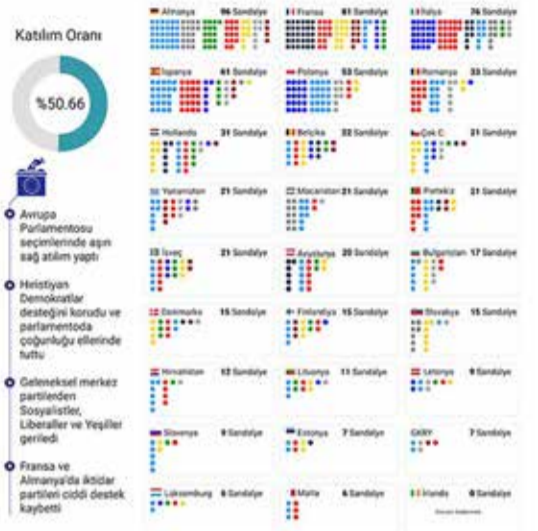 Katılım Oranı
%50.66
Avrupa
Parlamentosu
seçimlerinde aşırı
sağ atılım yaptı
Hıristiyan
Demokratlar
desteğini korudu ve
parlamentoda
çoğunluğu ellerinde
tuttu
Geleneksel merkez
partilerden
Sosyalistler,
Liberaller ve Yeşiller
geriledi
Fransa ve
Almanya'da iktidar
partileri ciddi destek
kaybetti
Almanya 96 Sandalye
Fransa 81 Sandalye
İtalya 76 Sandalye
İspanya 61 Sandalye
Polonya 53 Sandalye
Romanya 33 Sandalye
Hollanda 31 Sandalye
Belçika 22 Sandalye
Çek C. 21 Sandalye
Yunanistan 21 Sandalye
Macaristan 21 Sandalye
Portekiz 21 Sandalye
İsveç 21 Sandalye
Avusturya 20 Sandalye
Bulgaristan 17 Sandalye
Danimarka 15 Sandalye
Finlandiya 15 Sandalye
Slovakya 15 Sandalye
Hırvatistan 12 Sandalye
Litvanya 11 Sandalye
Letonya 9 Sandalye
Slovenya 9 Sandalye
Estonya 7 Sandalye
GKRY 7 Sandalye
Lüksemburg 6 Sandalye
Malta 6 Sandalye
İrlanda 0 Sandalye